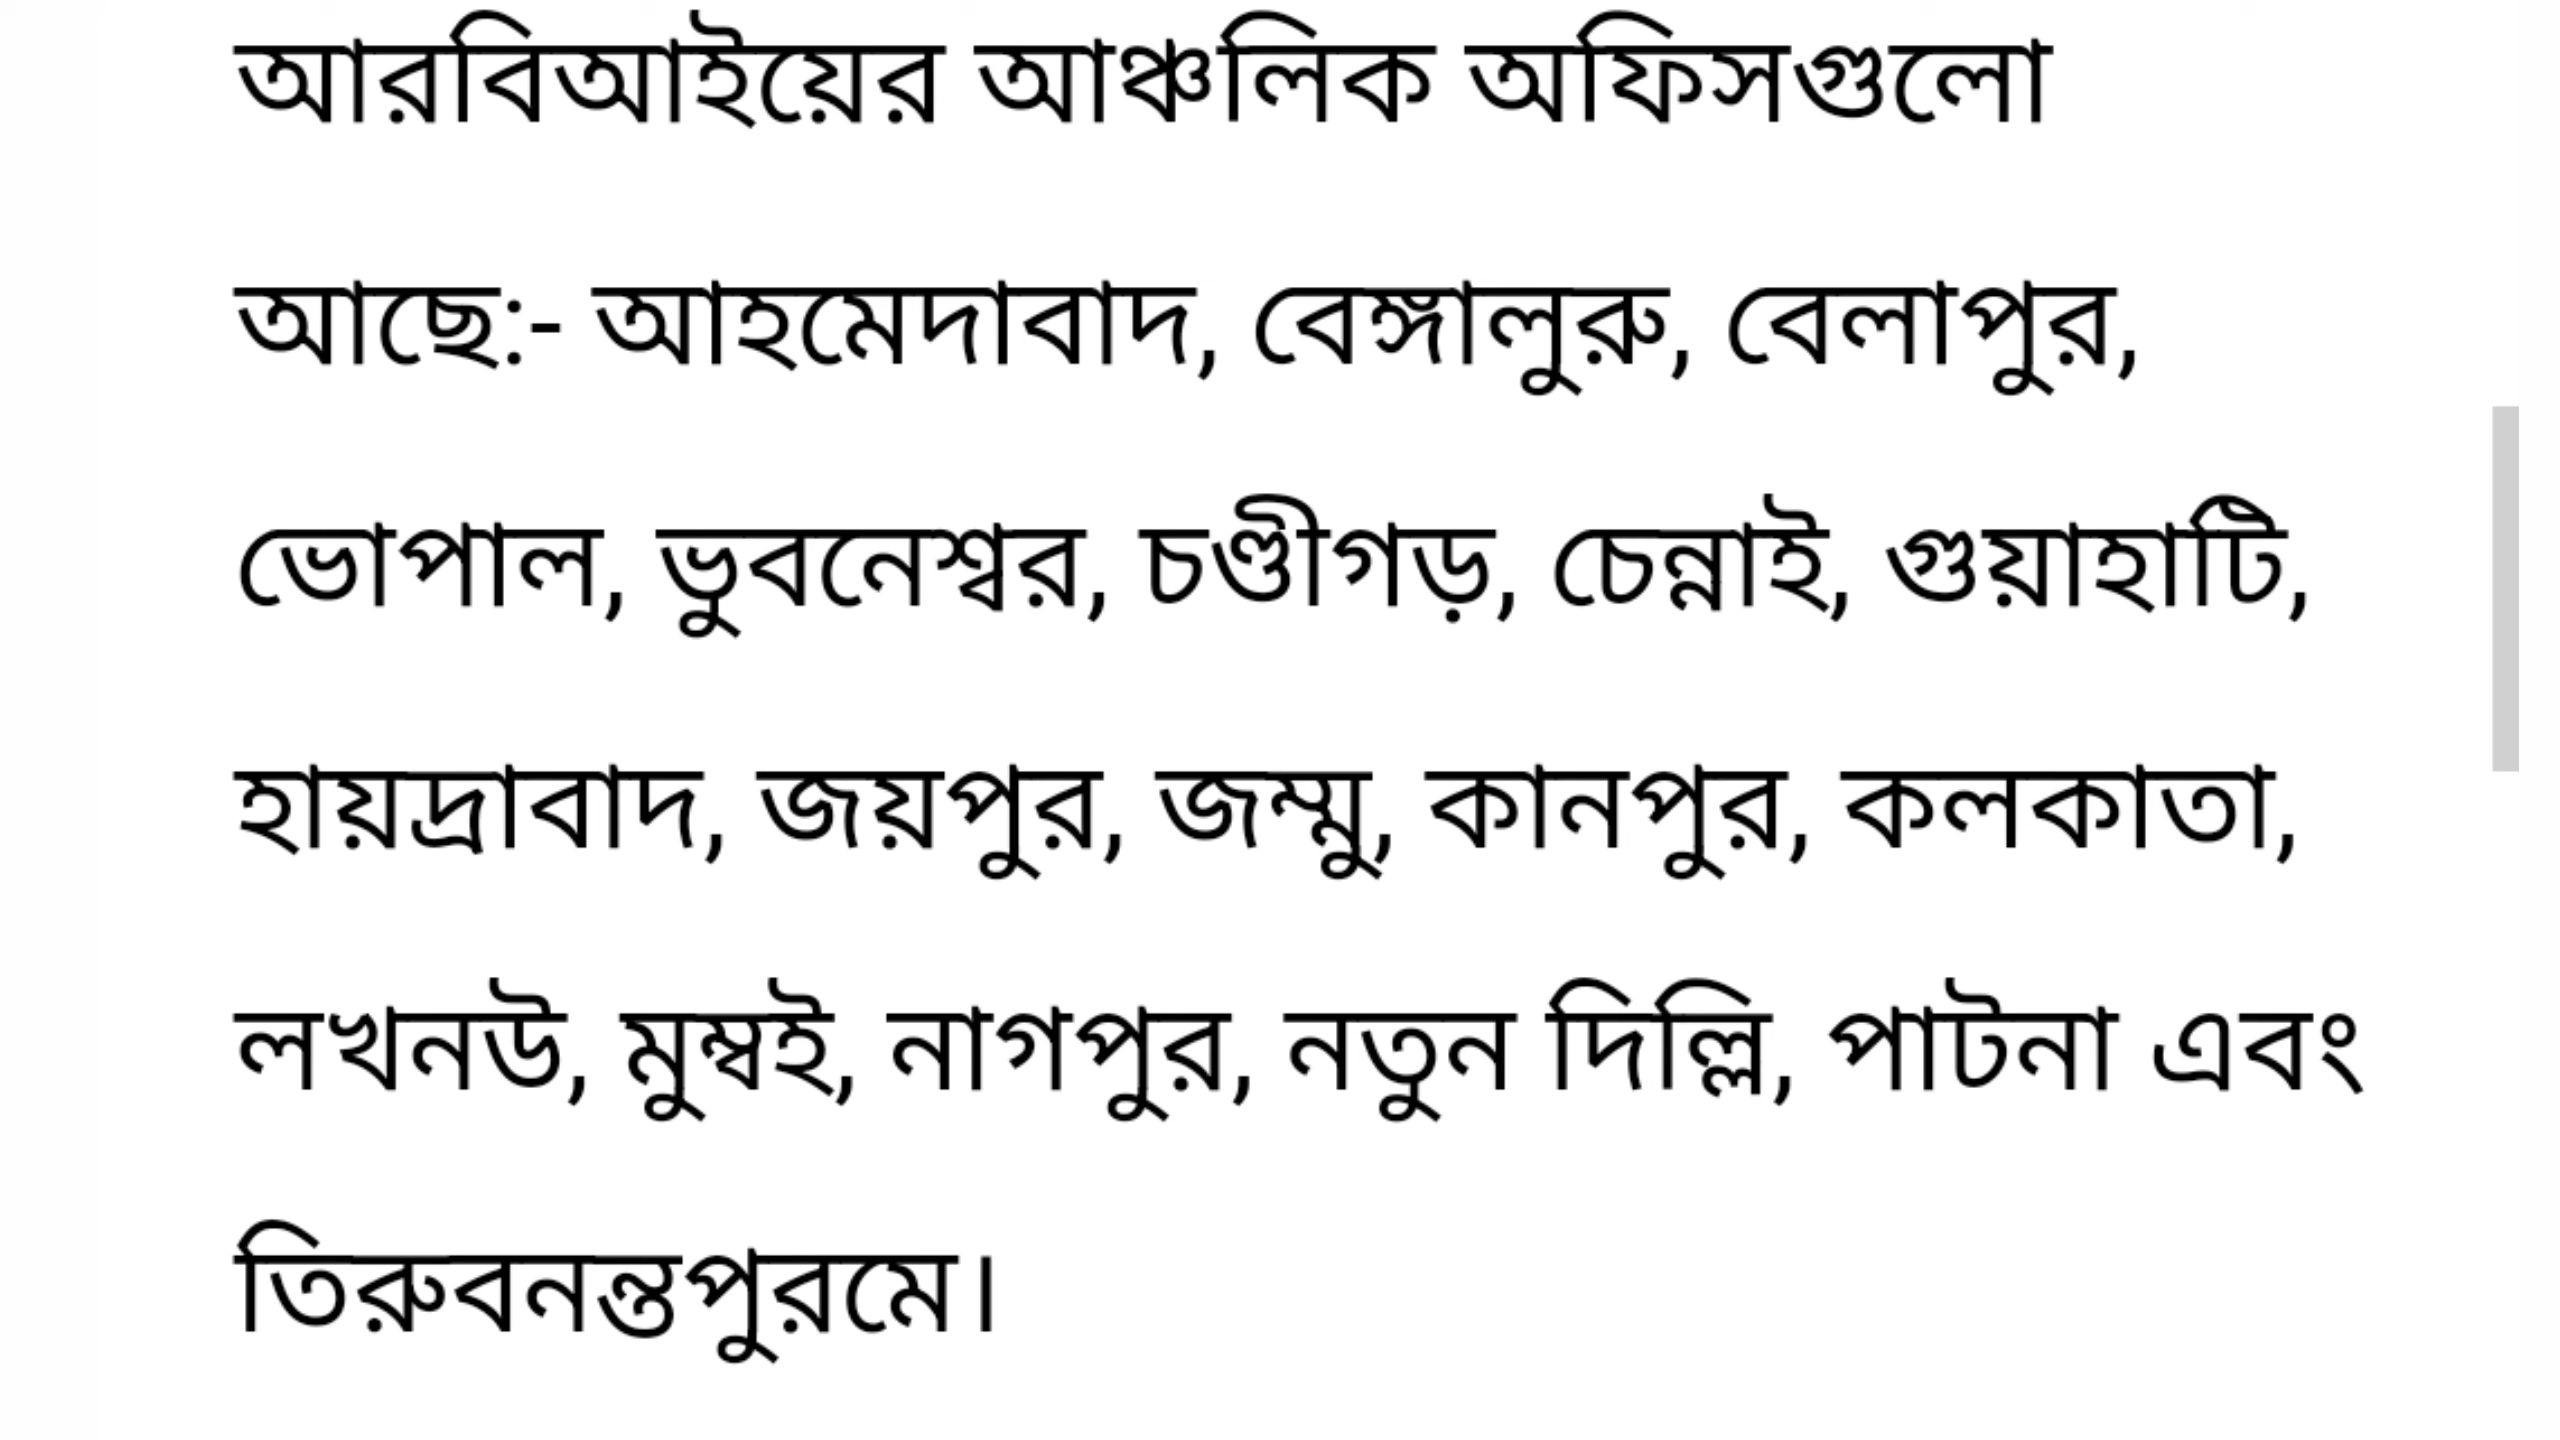 আরবিআইয়ের আঞ্চলিক অফিসগুলো
আছে:- আহমেদাবাদ, বেঙ্গালুরু, বেলাপুর,
ভোপাল, ভুবনেশ্বর, চণ্ডীগড়, চেন্নাই, গুয়াহাটি,
হায়দ্রাবাদ, জয়পুর, জম্মু, কানপুর, কলকাতা,
লখনউ, মুম্বই, নাগপুর, নতুন দিল্লি, পাটনা এবং
তিরুবনন্তপুরমে।